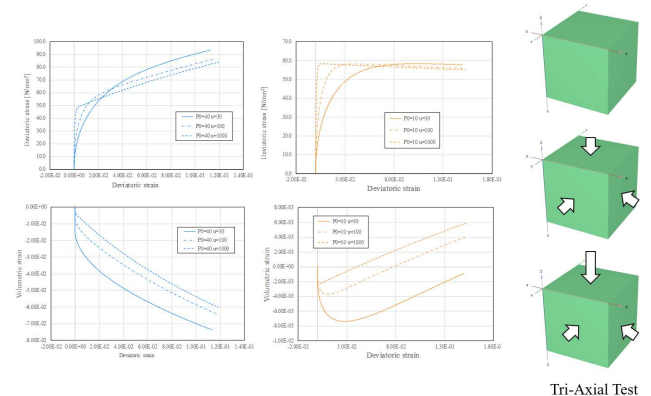 100.0
90.0
80.0
70.0
60.0
50.0
40.0
30.0
20.0
10.0
0.0
Deviatoric stress [N/mm²]
P0=40 u=30
P0=40 u=100
P0=40 u=1000
-2.00E-02 0.00E+00 2.00E-02 4.00E-02 6.00E-02 8.00E-02 1.00E-01 1.20E-01 1.40E-01
Deviatoric strain
70.0
60.0
50.0
40.0
30.0
20.0
10.0
0.0
Deviatoric stress [N/mm²]
P0=10 u=30
P0=10 u=100
P0=10 u=1000
-2.00E-02 3.00E-02 8.00E-02 1.30E-01 1.80E-01
Deviatoric strain
0.00E+00
-1.00E-02
-2.00E-02
-3.00E-02
-4.00E-02
-5.00E-02
-6.00E-02
-7.00E-02
-8.00E-02
Volumetric strain
P0=40 u=30
P0=40 u=100
P0=40 u=1000
-2.00E-02 0.00E+00 2.00E-02 4.00E-02 6.00E-02 8.00E-02 1.00E-01 1.20E-01 1.40E-01
Deviatoric strain
8.00E-03
6.00E-03
4.00E-03
2.00E-03
0.00E+00
-2.00E-03
-4.00E-03
-6.00E-03
-8.00E-03
-1.00E-02
Volumetric strain
P0=10 u=30
P0=10 u=100
P0=10 u=1000
-2.00E-02 3.00E-02 8.00E-02 1.30E-01 1.80E-0
Deviatoric strain
Tri-Axial Test